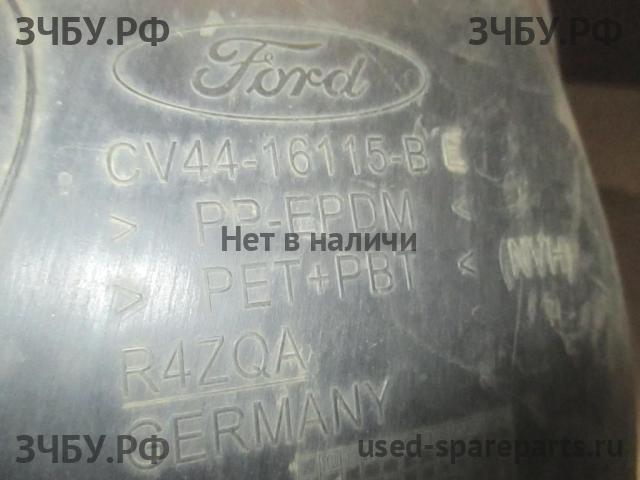 ЗЧБУ.РФ ЗЧБУ.РФ
Ford
CV44-16115-B E
> PP-EPDM <
Нет в наличи
> PET+PBT < (NVH)
R4ZQA
GERMANY
ЗЧБУ.РФ used-spareparts.ru